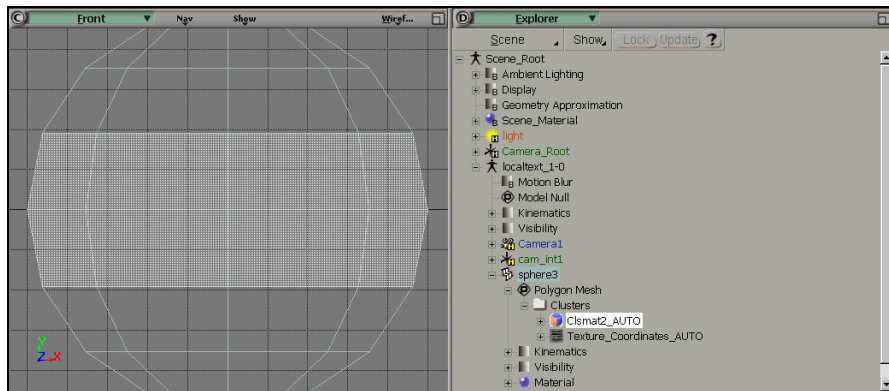 C Front Nav Show Wiref...
Y
Z X
D Explorer
Scene Show Lock Update ?
Scene_Root
B Ambient Lighting
B Display
B Geometry Approximation
B Scene_Material
H light
H Camera_Root
localtext_1-0
B Motion Blur
Model Null
Kinematics
Visibility
H Camera1
H cam_int1
sphere3
Polygon Mesh
Clusters
Clsmat2_AUTO
Texture_Coordinates_AUTO
Kinematics
Visibility
Material